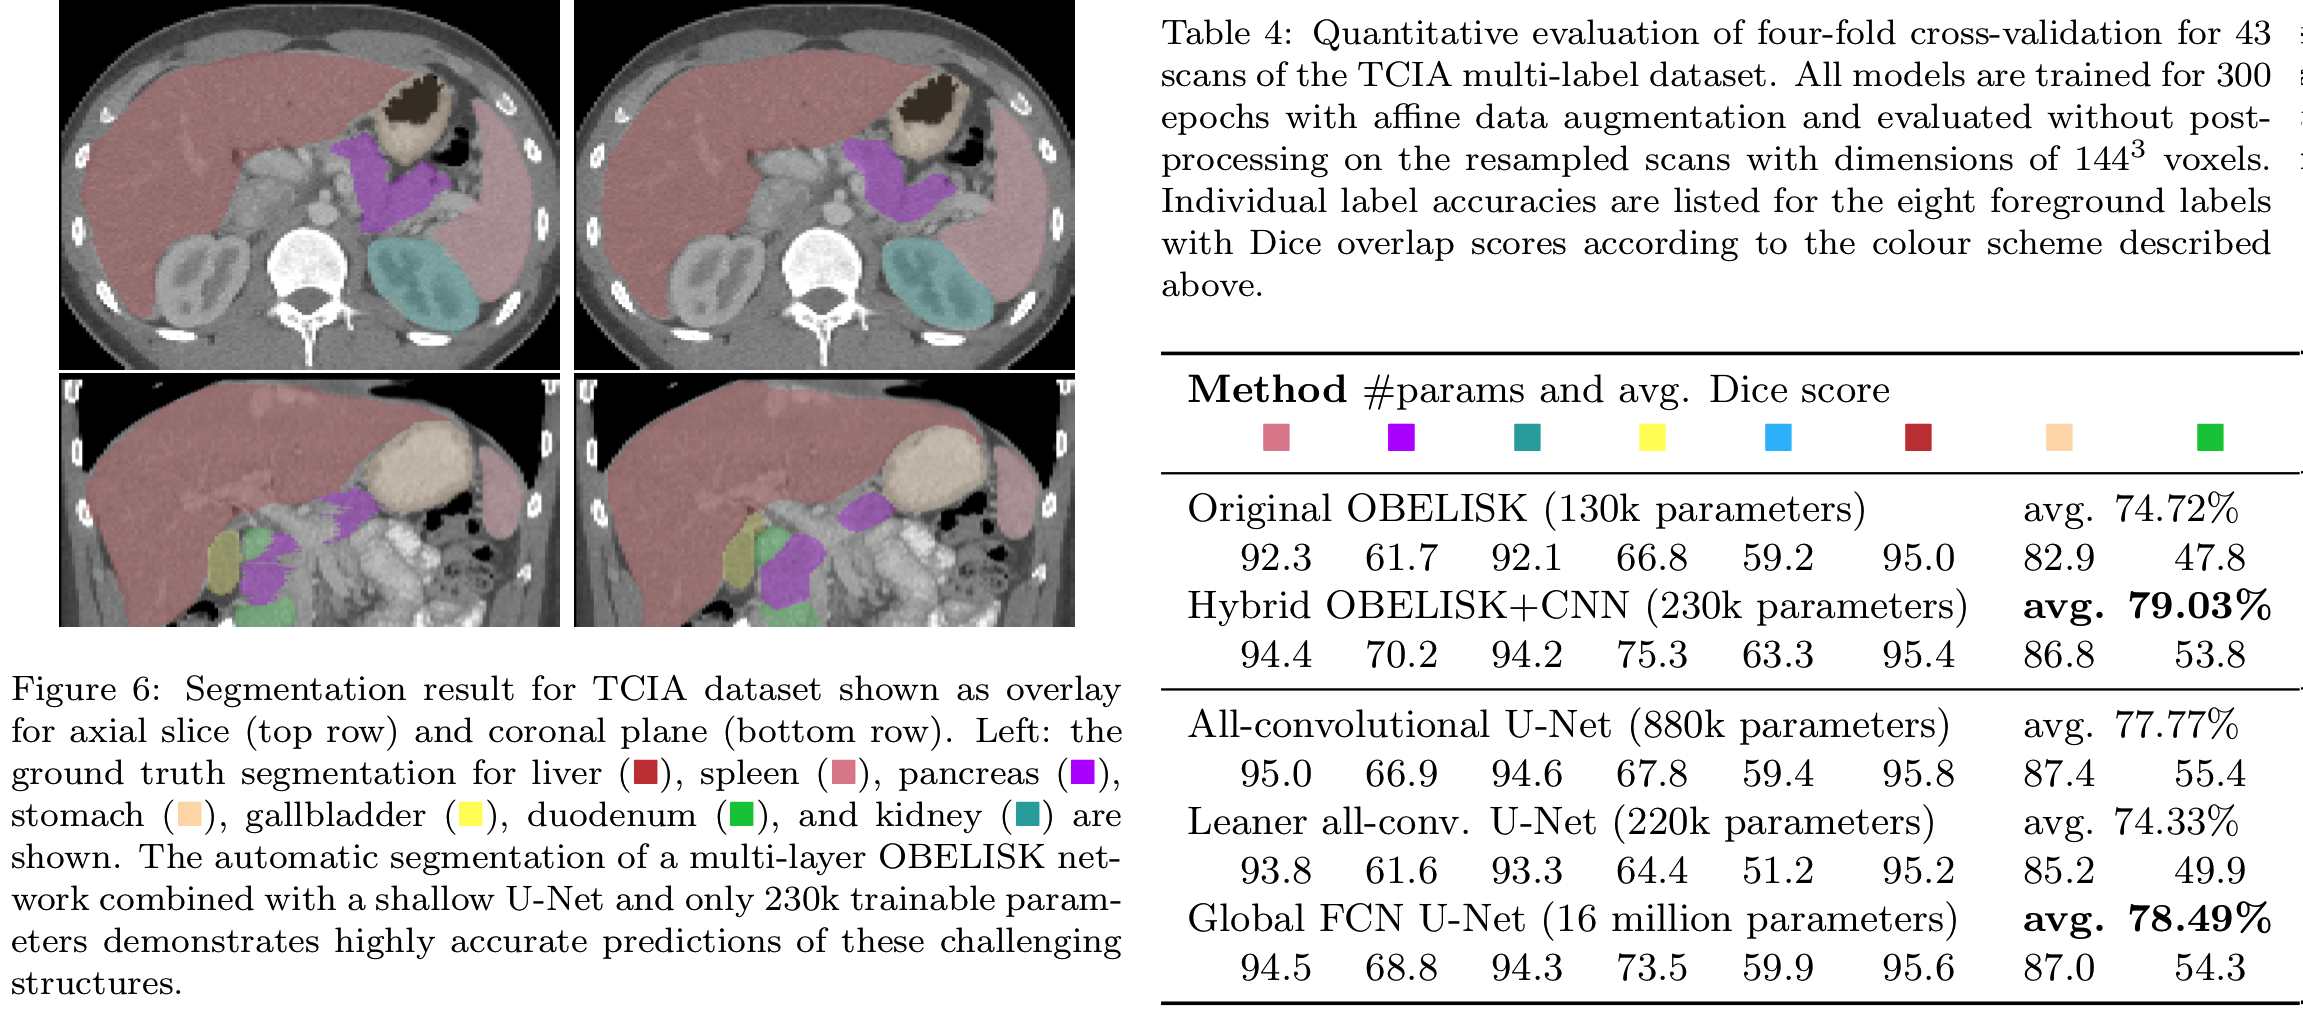 Figure 6: Segmentation result for TCIA dataset shown as overlay
for axial slice (top row) and coronal plane (bottom row). Left: the
ground truth segmentation for liver (■), spleen (■), pancreas (■),
stomach (■), gallbladder (■), duodenum (■), and kidney (■) are
shown. The automatic segmentation of a multi-layer OBELISK net-
work combined with a shallow U-Net and only 230k trainable param-
eters demonstrates highly accurate predictions of these challenging
structures.
Table 4: Quantitative evaluation of four-fold cross-validation for 43
scans of the TCIA multi-label dataset. All models are trained for 300
epochs with affine data augmentation and evaluated without post-
processing on the resampled scans with dimensions of 144³ voxels.
Individual label accuracies are listed for the eight foreground labels
with Dice overlap scores according to the colour scheme described
above.
Method #params and avg. Dice score
Original OBELISK (130k parameters) avg. 74.72%
92.3 61.7 92.1 66.8 59.2 95.0 82.9 47.8
Hybrid OBELISK+CNN (230k parameters) avg. 79.03%
94.4 70.2 94.2 75.3 63.3 95.4 86.8 53.8
All-convolutional U-Net (880k parameters) avg. 77.77%
95.0 66.9 94.6 67.8 59.4 95.8 87.4 55.4
Leaner all-conv. U-Net (220k parameters) avg. 74.33%
93.8 61.6 93.3 64.4 51.2 95.2 85.2 49.9
Global FCN U-Net (16 million parameters) avg. 78.49%
94.5 68.8 94.3 73.5 59.9 95.6 87.0 54.3